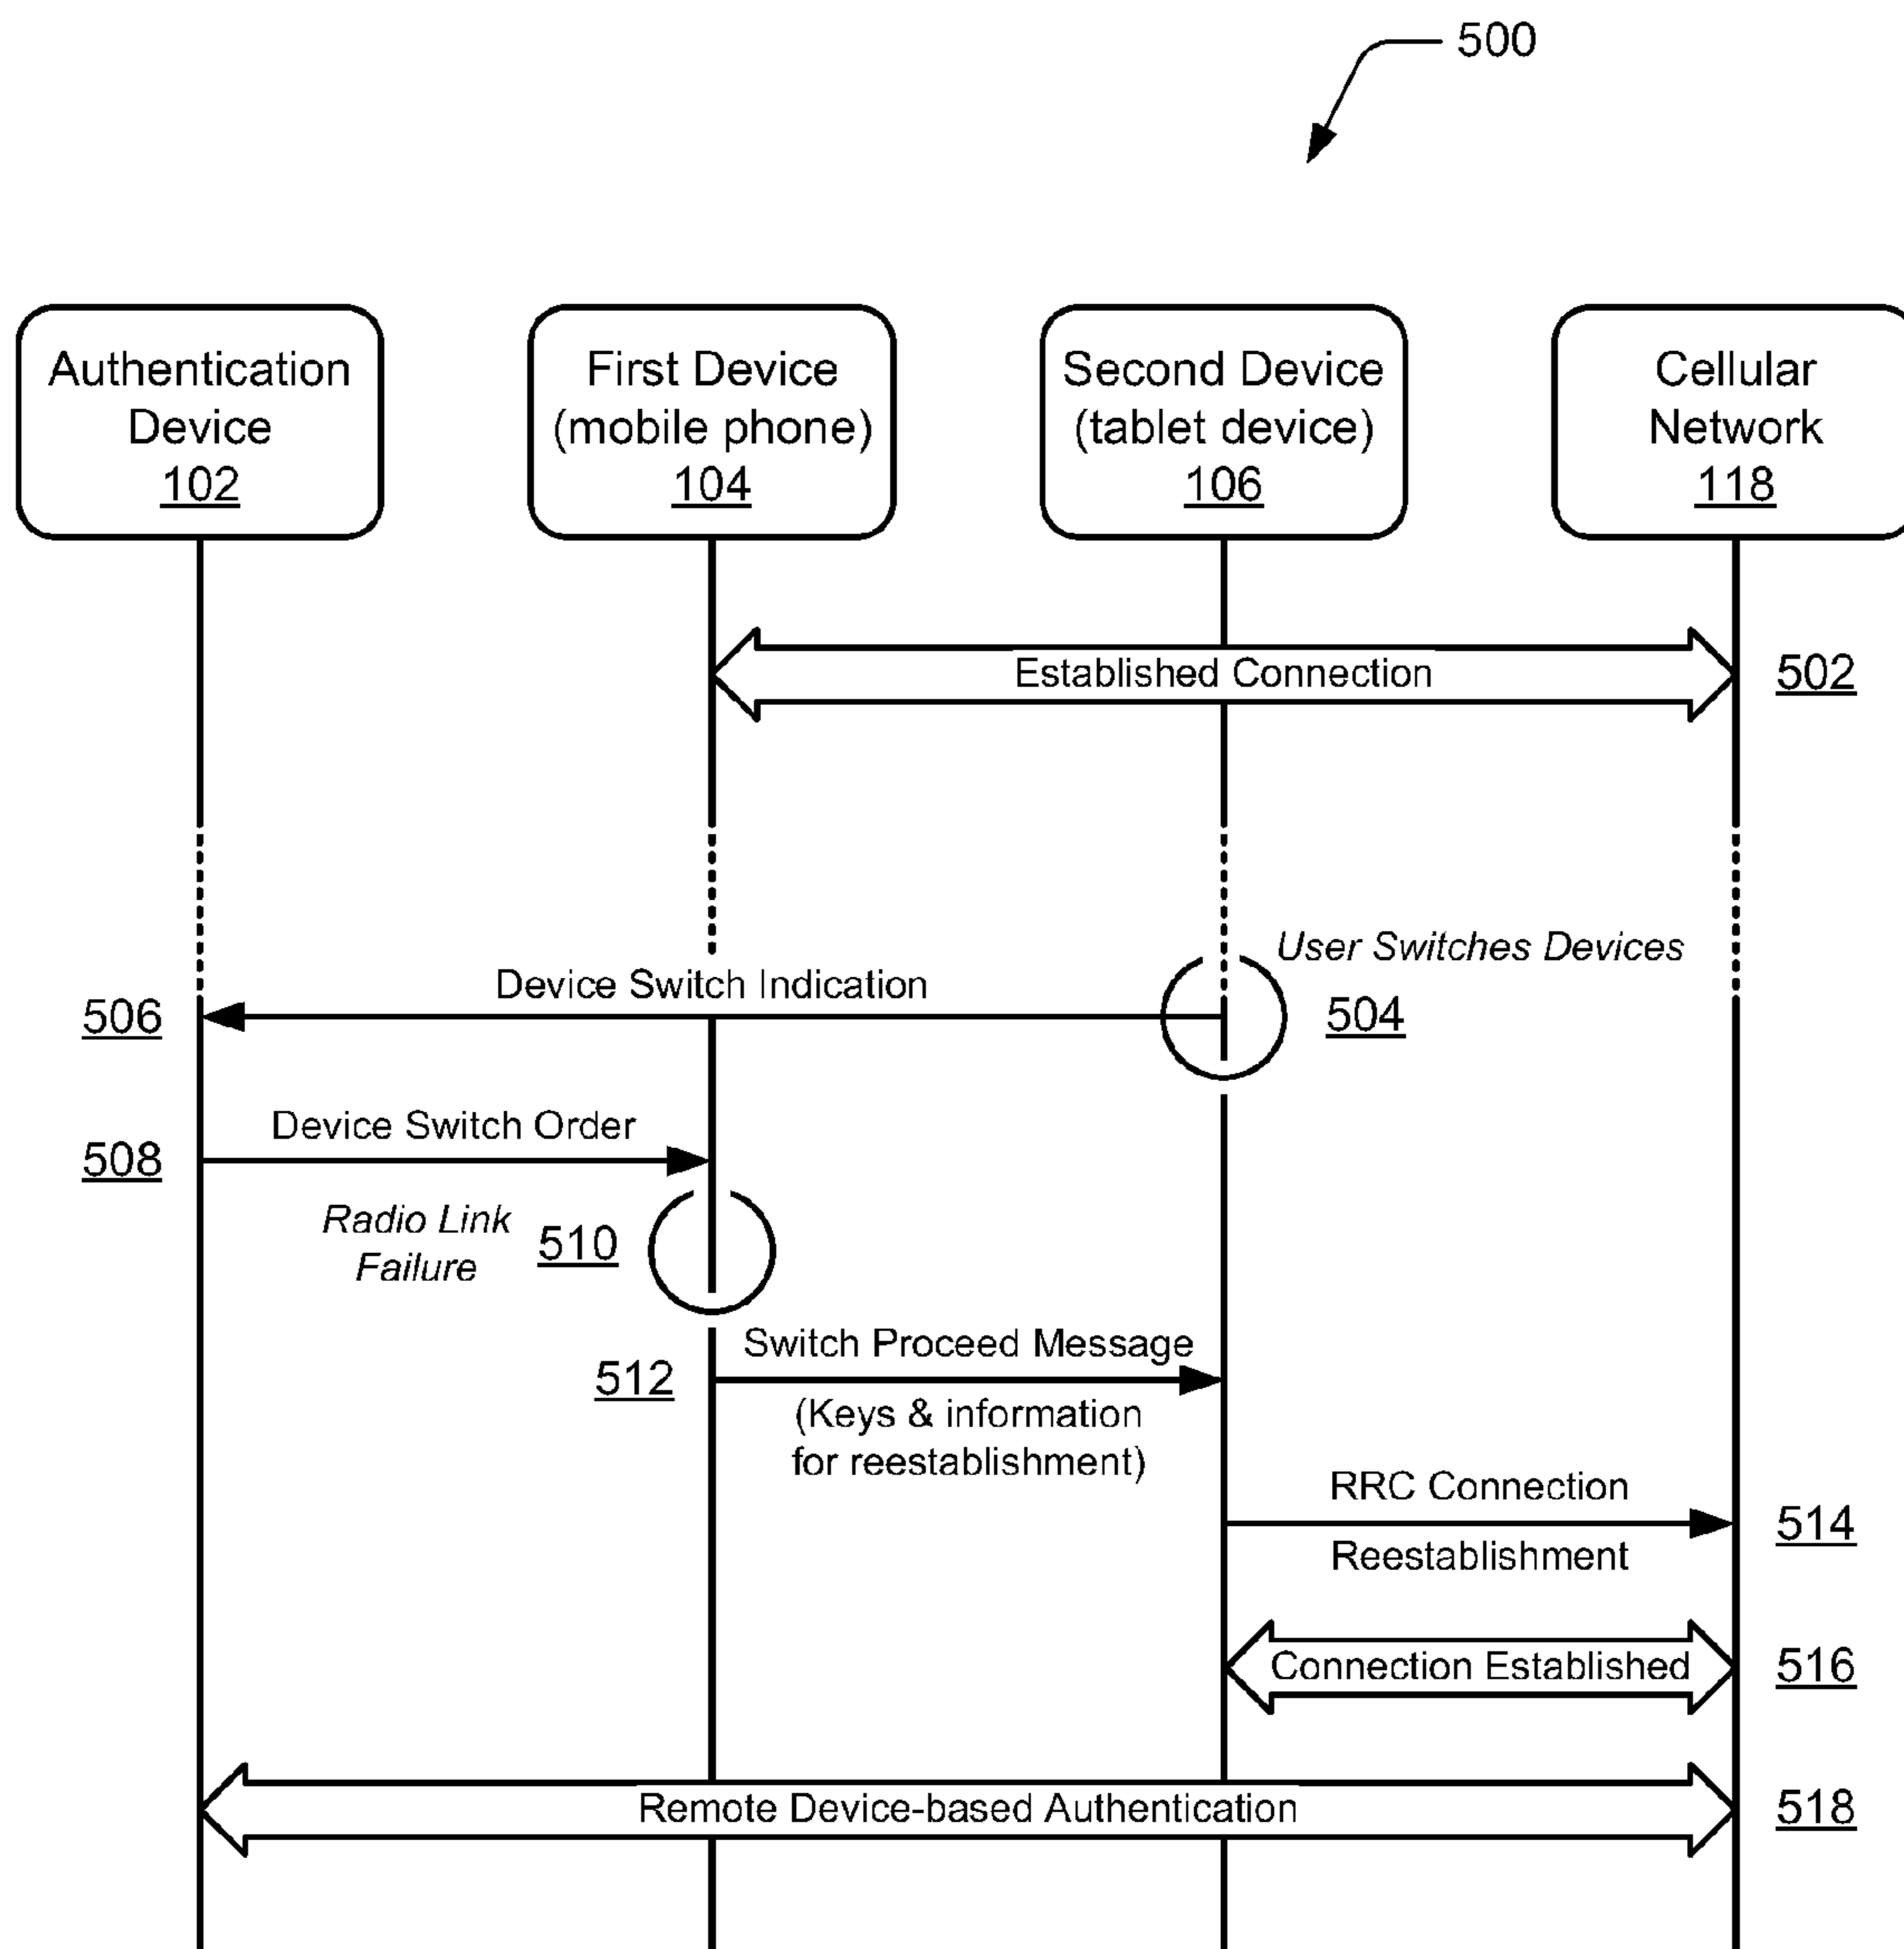 500
Authentication
Device
102
First Device
(mobile phone)
104
Second Device
(tablet device)
106
Cellular
Network
118
Established Connection
502
User Switches Devices
504
Device Switch Indication
506
Device Switch Order
508
Radio Link
Failure
510
Switch Proceed Message
512
(Keys & information
for reestablishment)
RRC Connection
514
Reestablishment
Connection Established
516
Remote Device-based Authentication
518